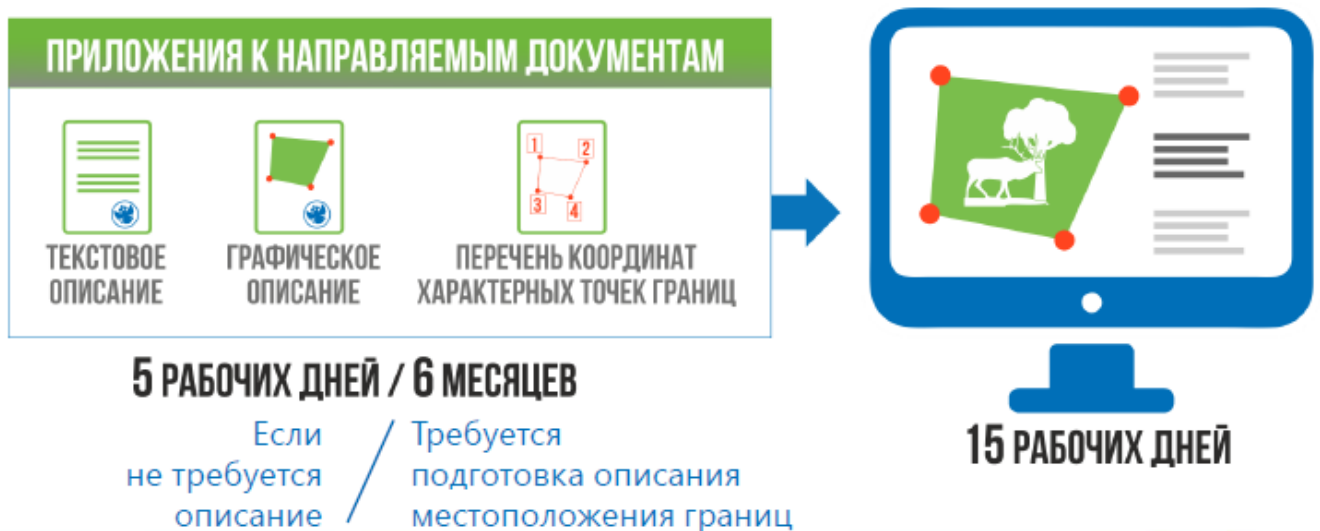 ПРИЛОЖЕНИЯ К НАПРАВЛЯЕМЫМ ДОКУМЕНТАМ
1
2
3
4
ТЕКСТОВОЕ
ОПИСАНИЕ
ГРАФИЧЕСКОЕ
ОПИСАНИЕ
ПЕРЕЧЕНЬ КООРДИНАТ
ХАРАКТЕРНЫХ ТОЧЕК ГРАНИЦ
5 РАБОЧИХ ДНЕЙ / 6 МЕСЯЦЕВ
Если
не требуется
описание
/
Требуется
подготовка описания
местоположения границ
15 РАБОЧИХ ДНЕЙ